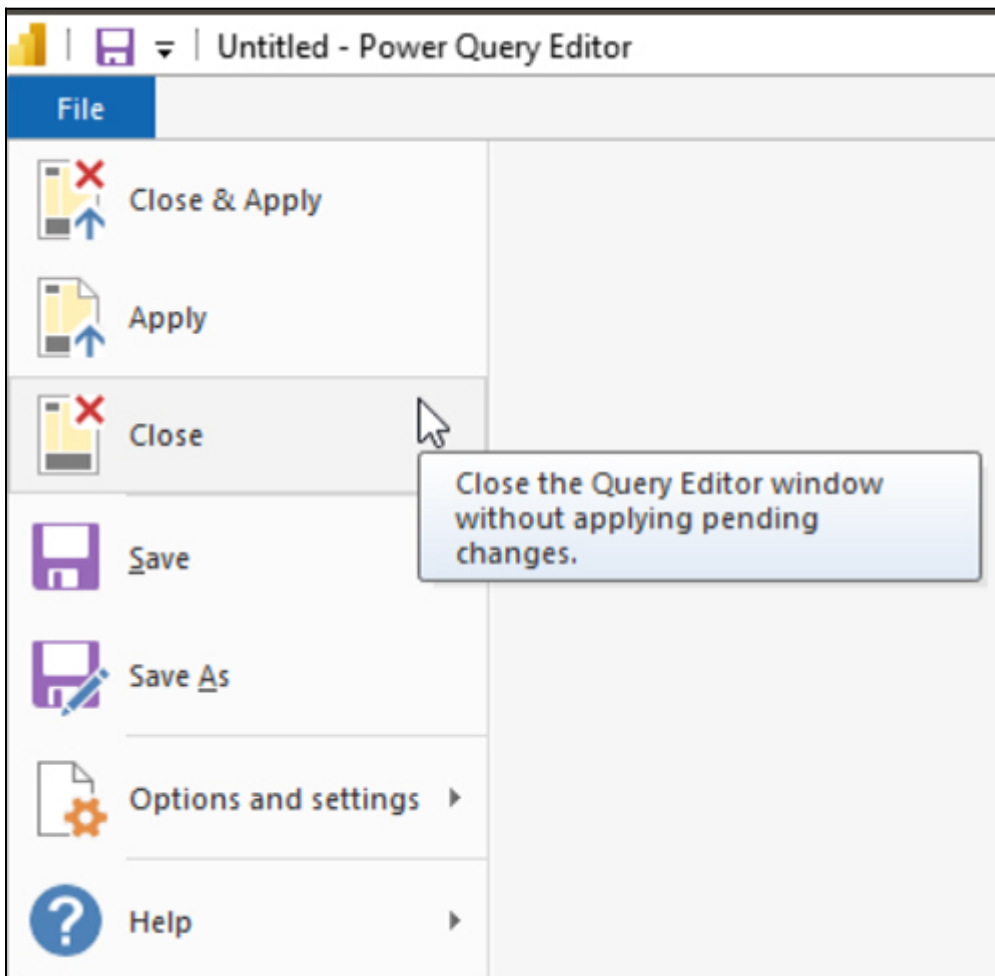 Untitled - Power Query Editor
File
Close & Apply
Apply
Close
Close the Query Editor window
without applying pending
changes.
Save
Save As
Options and settings
Help